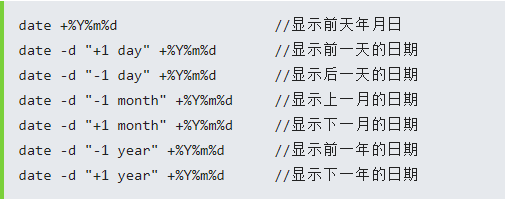 date +%Y%m%d //显示前天年月日
date -d "+1 day" +%Y%m%d //显示前一天的日期
date -d "-1 day" +%Y%m%d //显示后一天的日期
date -d "-1 month" +%Y%m%d //显示上一月的日期
date -d "+1 month" +%Y%m%d //显示下一月的日期
date -d "-1 year" +%Y%m%d //显示前一年的日期
date -d "+1 year" +%Y%m%d //显示下一年的日期